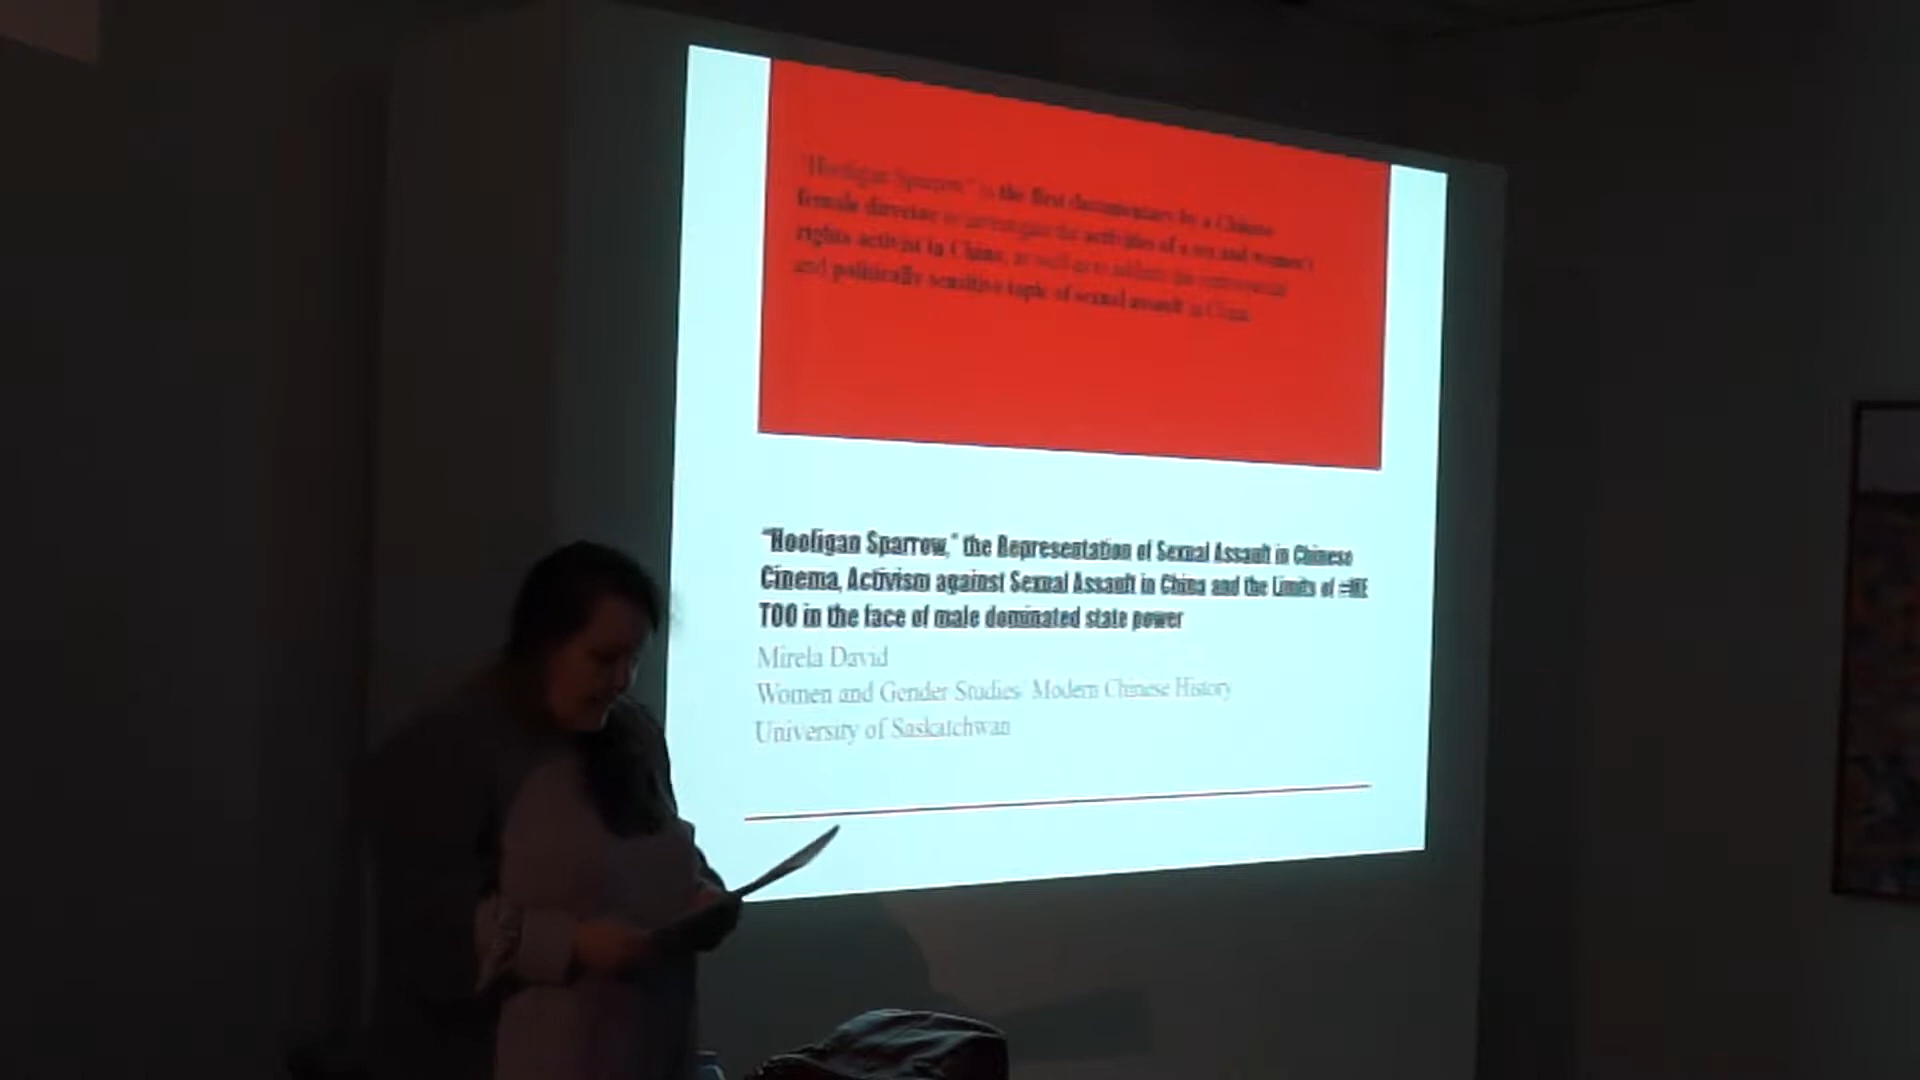 "Hooligan Sparrow" is the first documentary by a Chinese
female director to investigate the activities of a sex and women's
rights activist in China, as well as to address the controversial
and politically sensitive topic of sexual assault in China.
"Hooligan Sparrow," the Representation of Sexual Assault in Chinese
Cinema, Activism against Sexual Assault in China and the Limits of #ME
TOO in the face of male dominated state power
Mirela David
Women and Gender Studies/ Modern Chinese History
University of Saskatchwan